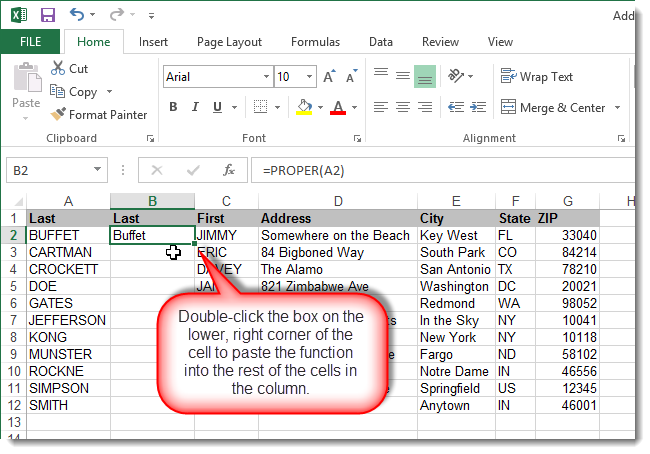 Add
FILE Home Insert Page Layout Formulas Data Review View
Cut
Copy
Format Painter
Paste
Arial 10 A A
B I U A
Wrap Text
Merge & Center
Clipboard Font Alignment
B2 fx =PROPER(A2)
A B C D E F G H
1 Last Last First Address City State ZIP
2 BUFFET Buffet JIMMY Somewhere on the Beach Key West FL 33040
3 CARTMAN ERIC 84 Bigboned Way South Park CO 84214
4 CROCKETT The Alamo San Antonio TX 78210
5 DOE 821 Zimbabwe Ave Washington DC 20021
6 GATES Redmond WA 98052
7 JEFFERSON In the Sky NY 10041
8 KONG New York NY 10118
9 MUNSTER Fargo ND 58102
10 ROCKNE Notre Dame IN 46556
11 SIMPSON Springfield US 12345
12 SMITH Anytown IN 46001
13
14
Double-click the box on the
lower, right corner of the
cell to paste the function
into the rest of the cells in
the column.